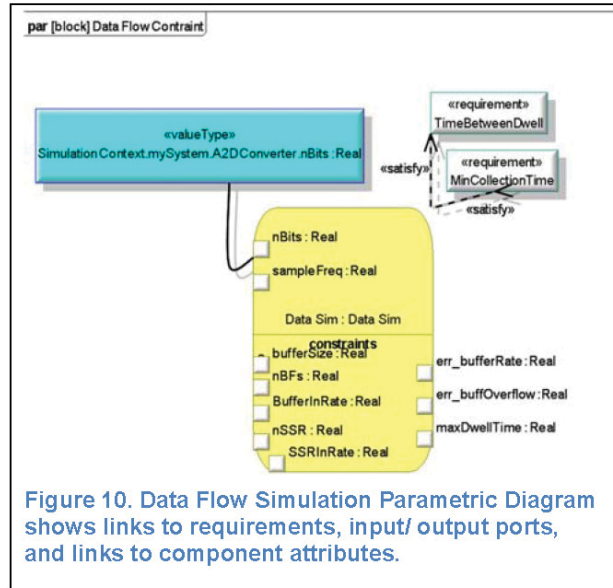 par [block] Data Flow Contraint
«valueType»
SimulationContext.mySystem.A2DConverter.nBits : Real
«requirement»
TimeBetweenDwell
«satisfy»
«requirement»
MinCollectionTime
«satisfy»
nBits : Real
sampleFreq : Real
Data Sim : Data Sim
constraints
bufferSize : Real
nBFs : Real
BufferInRate : Real
nSSR : Real
SSRInRate : Real
err_bufferRate : Real
err_buffOverflow : Real
maxDwellTime : Real
Figure 10. Data Flow Simulation Parametric Diagram
shows links to requirements, input/ output ports,
and links to component attributes.